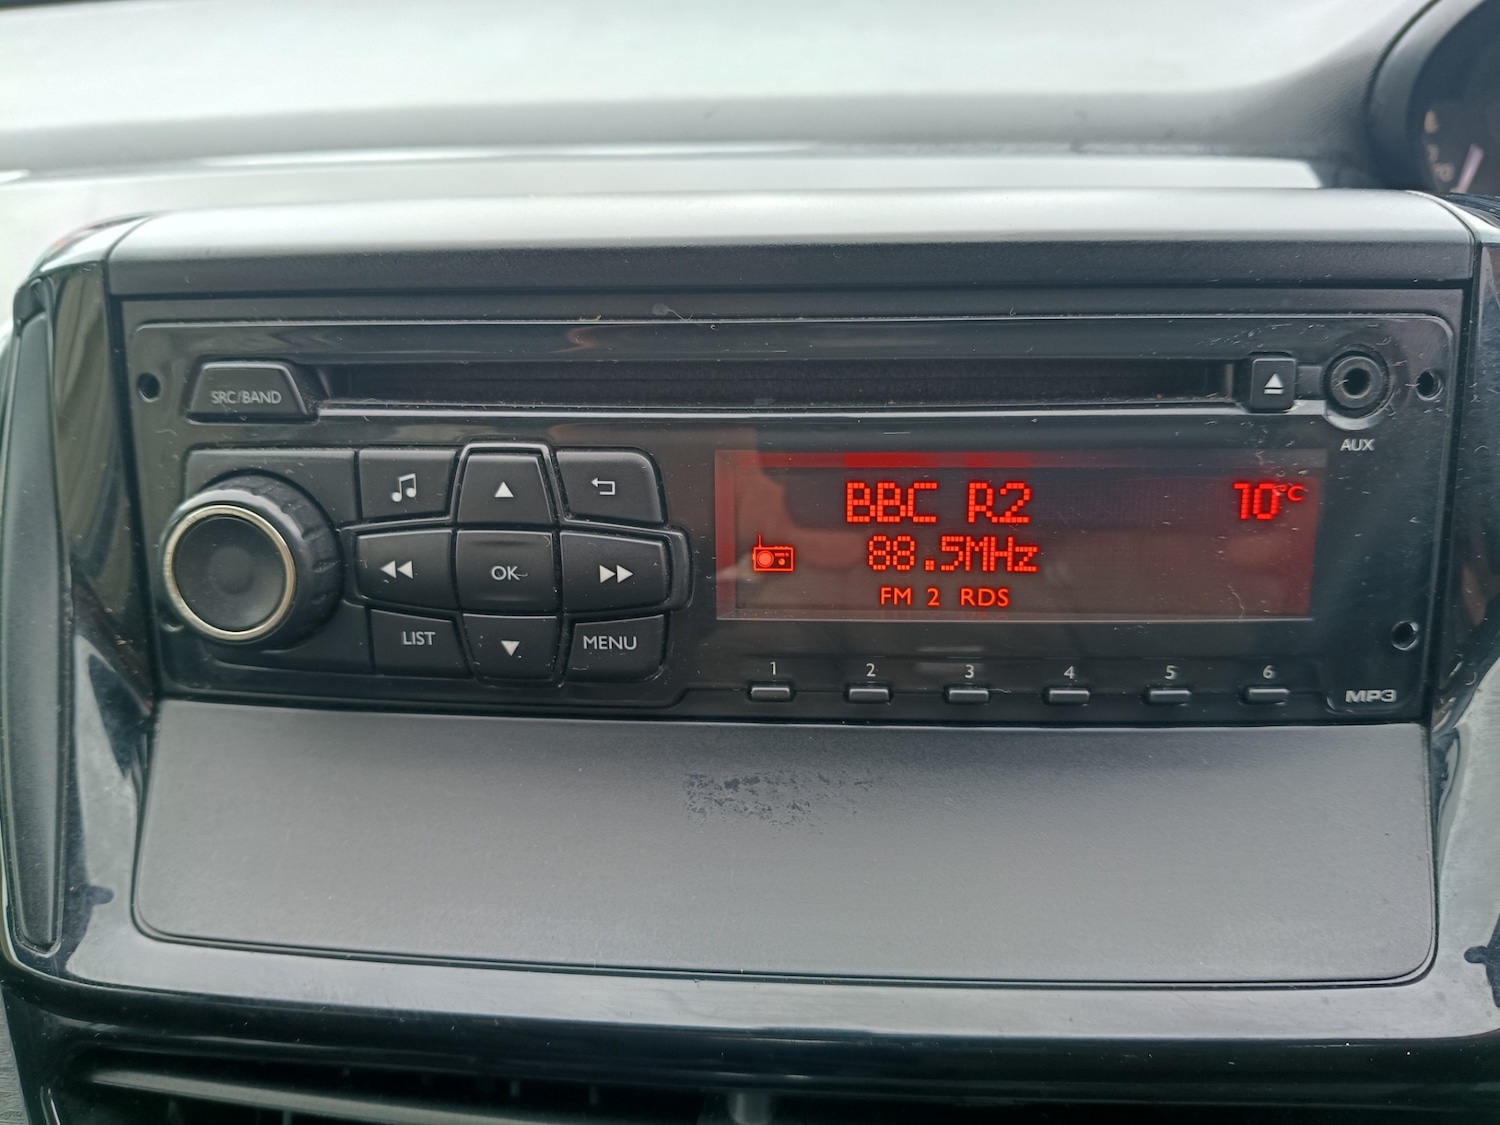 SRC/BAND
AUX
BBC R2
10°C
88.5MHz
FM 2 RDS
OK
LIST
MENU
1 2 3 4 5 6
MP3